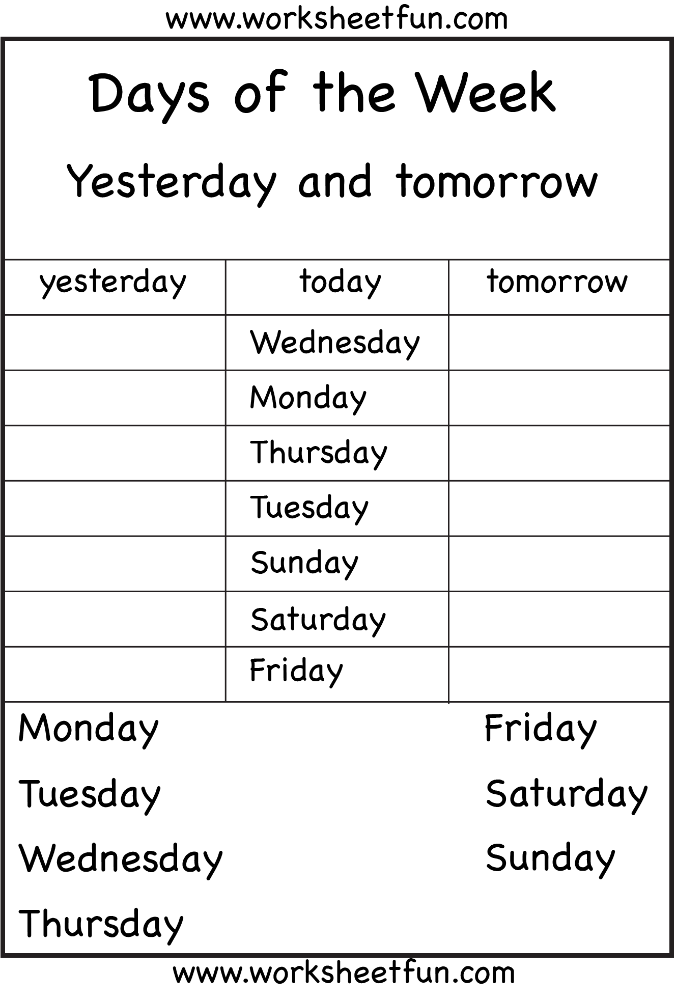 www.worksheetfun.com
Days of the Week
Yesterday and tomorrow
yesterday today tomorrow
Wednesday
Monday
Thursday
Tuesday
Sunday
Saturday
Friday
Monday Friday
Tuesday Saturday
Wednesday Sunday
Thursday
www.worksheetfun.com